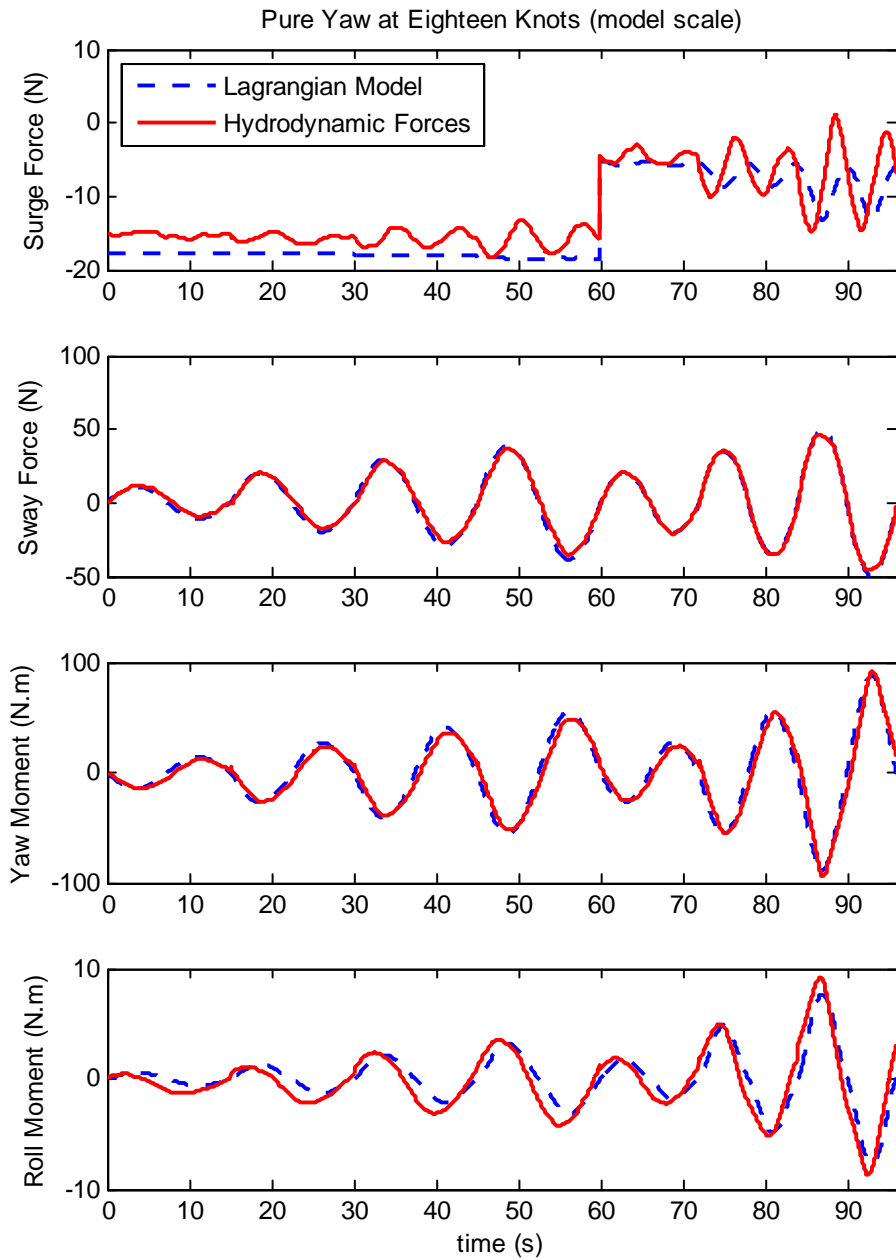 Pure Yaw at Eighteen Knots (model scale)
Surge Force (N)
10
0
-10
-20
Lagrangian Model
Hydrodynamic Forces
0 10 20 30 40 50 60 70 80 90
Sway Force (N)
100
50
0
-50
0 10 20 30 40 50 60 70 80 90
Yaw Moment (N.m)
100
0
-100
0 10 20 30 40 50 60 70 80 90
Roll Moment (N.m)
10
0
-10
0 10 20 30 40 50 60 70 80 90
time (s)